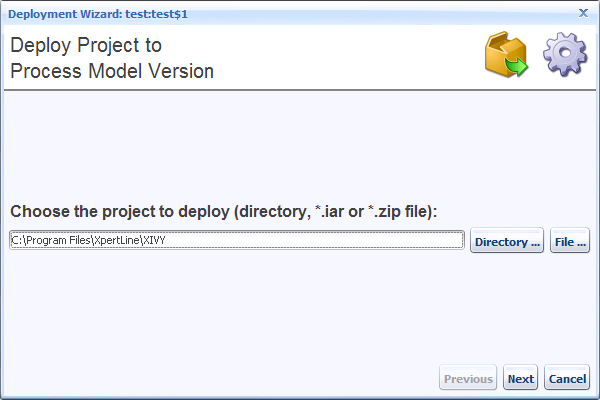 Deployment Wizard: test:test$1
Deploy Project to
Process Model Version
Choose the project to deploy (directory, *.iar or *.zip file):
C:\Program Files\XpertLine\XIVY
Directory ...
File ...
Previous
Next
Cancel